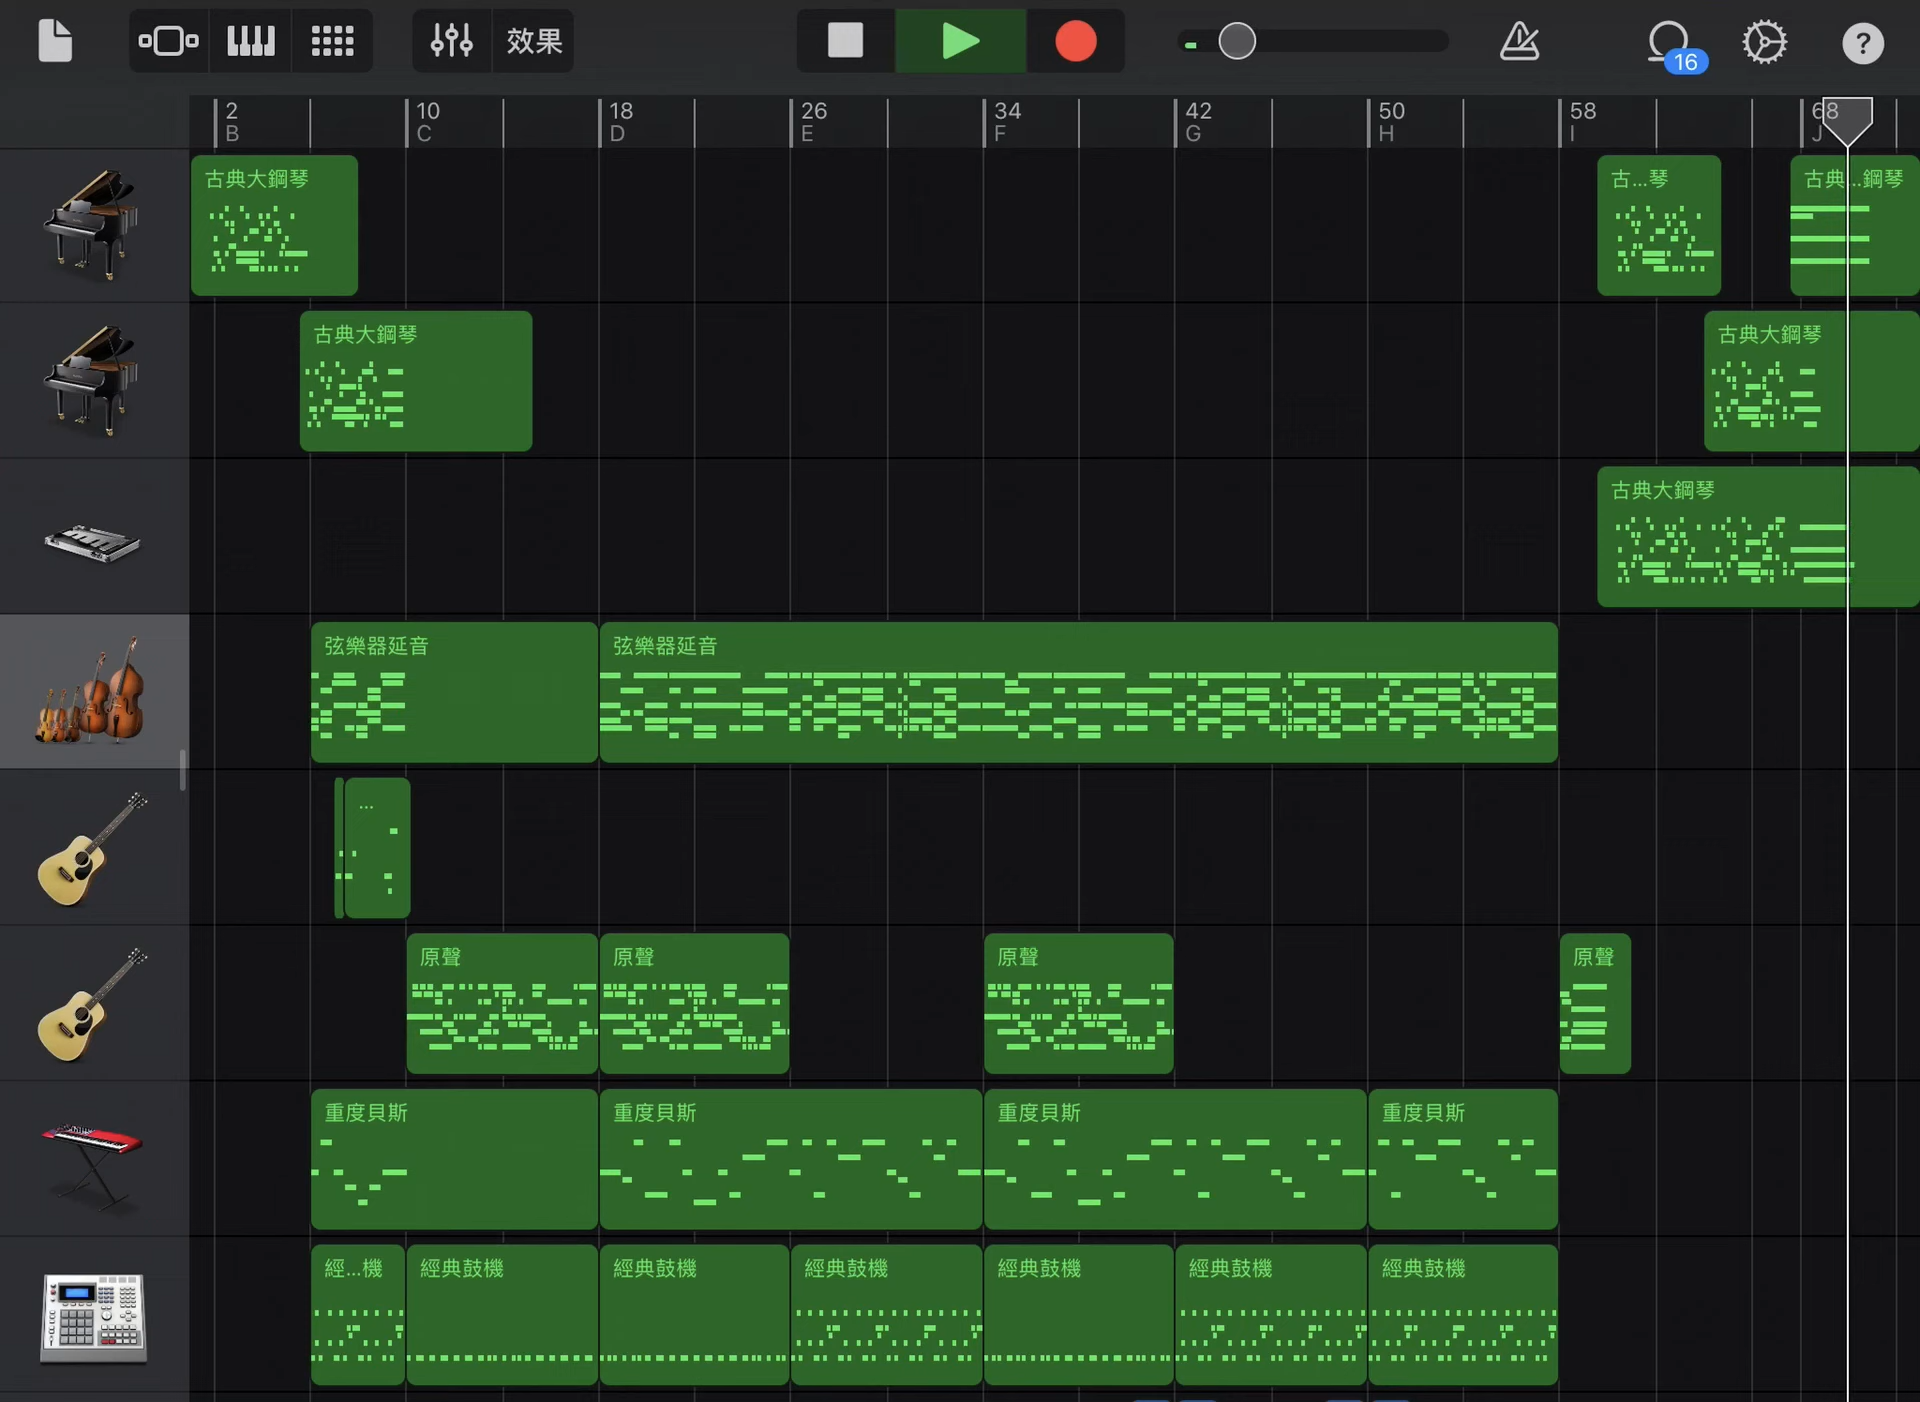 效果
16
?
2 10 18 26 34 42 50 58 68
B C D E F G H I J
古典大鋼琴 古...琴 古典...鋼琴
古典大鋼琴 古典大鋼琴
古典大鋼琴
弦樂器延音 弦樂器延音
...
原聲 原聲 原聲 原聲
重度貝斯 重度貝斯 重度貝斯 重度貝斯
經...機 經典鼓機 經典鼓機 經典鼓機 經典鼓機 經典鼓機 經典鼓機